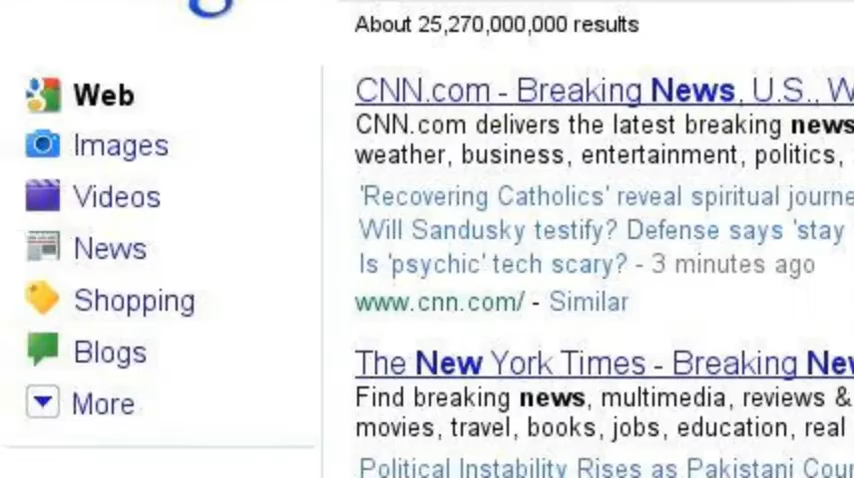 About 25,270,000,000 results
Web
Images
Videos
News
Shopping
Blogs
More
CNN.com - Breaking News, U.S., W
CNN.com delivers the latest breaking news
weather, business, entertainment, politics,
'Recovering Catholics' reveal spiritual journe
Will Sandusky testify? Defense says 'stay
Is 'psychic' tech scary? - 3 minutes ago
www.cnn.com/ - Similar
The New York Times - Breaking New
Find breaking news, multimedia, reviews &
movies, travel, books, jobs, education, real
Political Instability Rises as Pakistani Cour